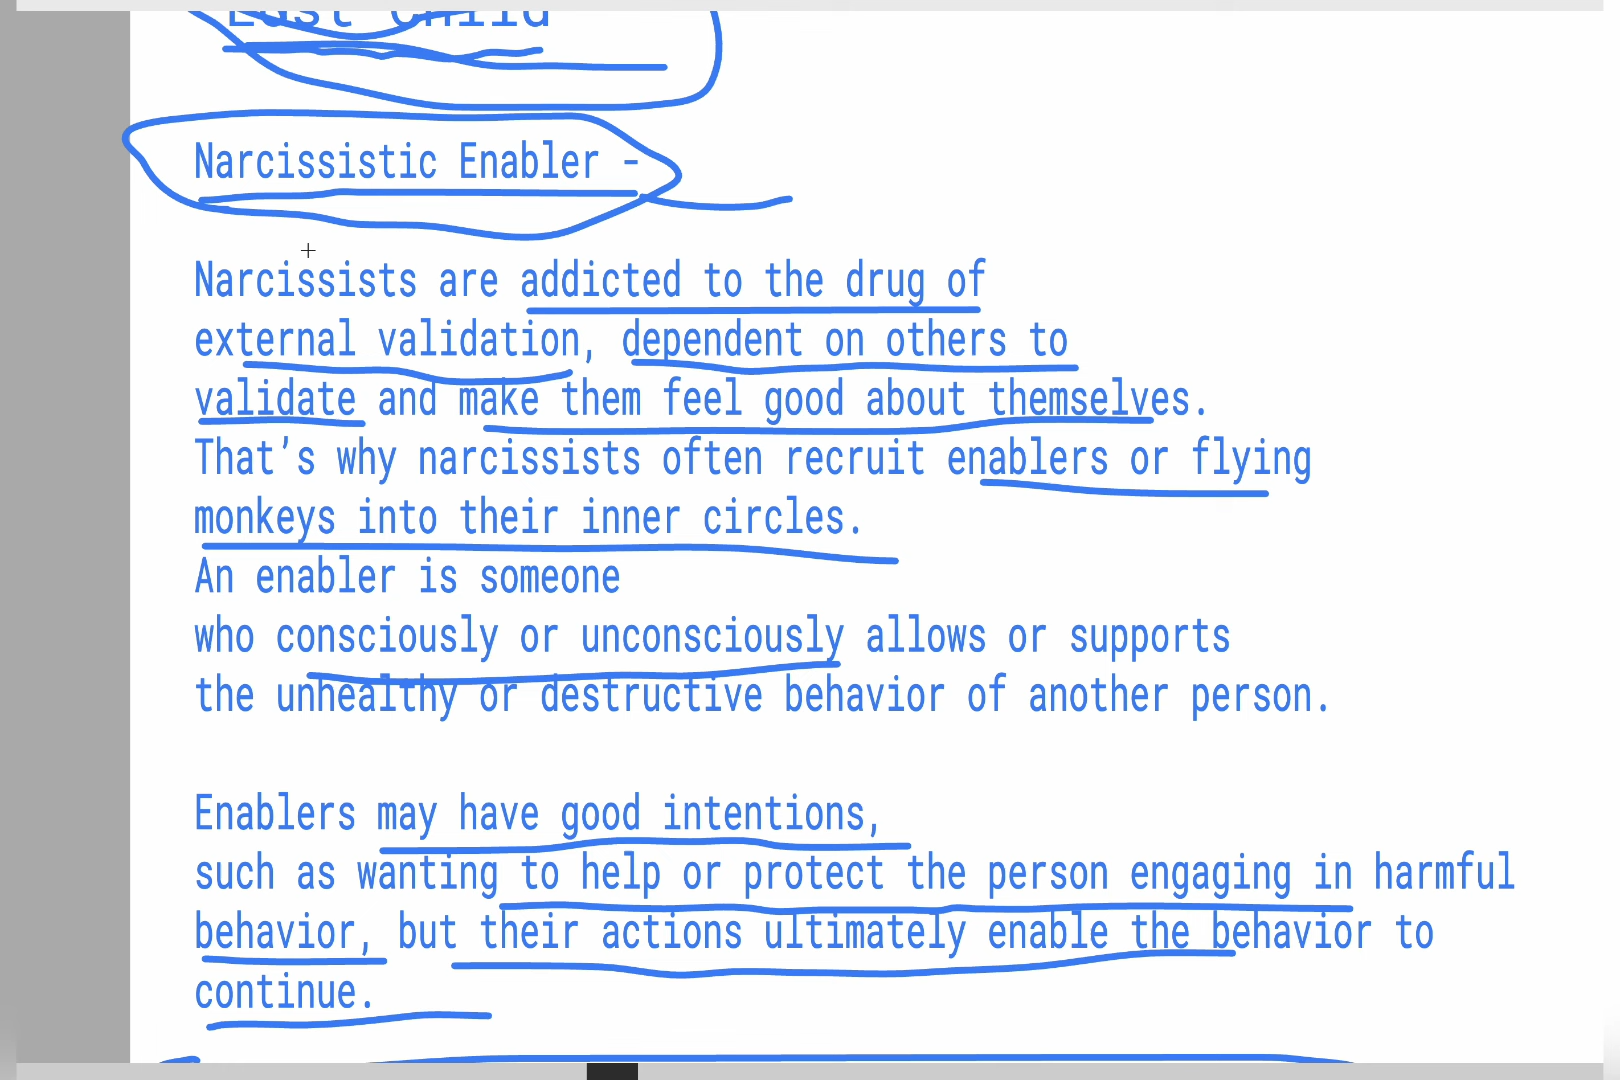 Lost Child
Narcissistic Enabler -
Narcissists are addicted to the drug of
external validation, dependent on others to
validate and make them feel good about themselves.
That’s why narcissists often recruit enablers or flying
monkeys into their inner circles.
An enabler is someone
who consciously or unconsciously allows or supports
the unhealthy or destructive behavior of another person.
Enablers may have good intentions,
such as wanting to help or protect the person engaging in harmful
behavior, but their actions ultimately enable the behavior to
continue.